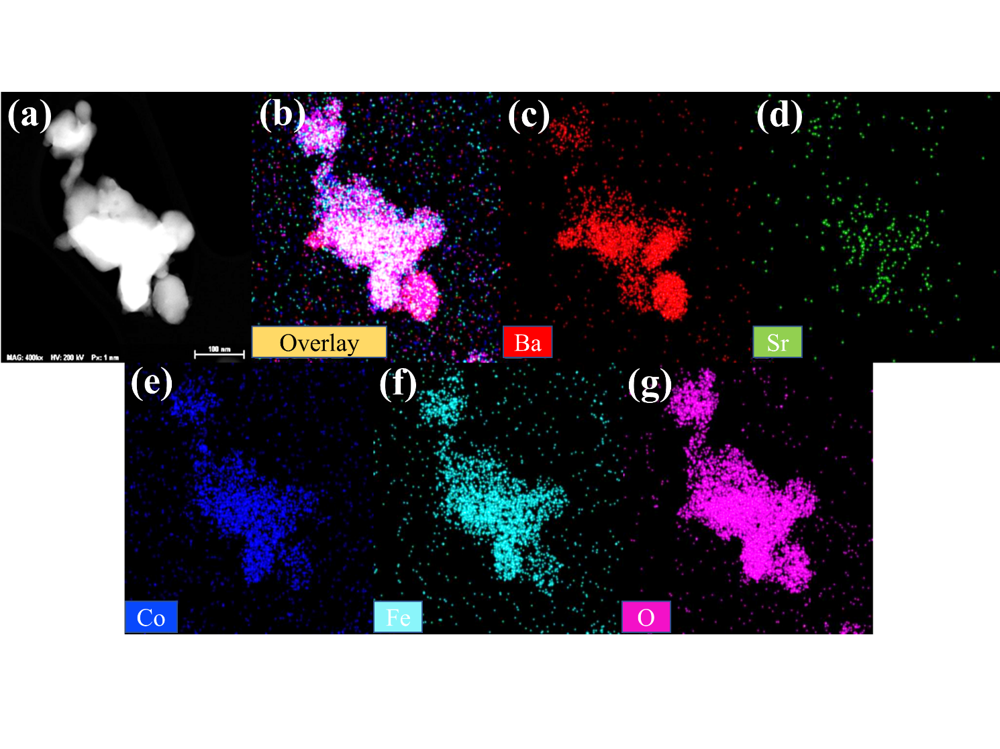 (a)
(b)
(c)
(d)
MAG: 400kx HV: 200 kV Px: 1 nm
100 nm
Overlay
Ba
Sr
(e)
(f)
(g)
Co
Fe
O